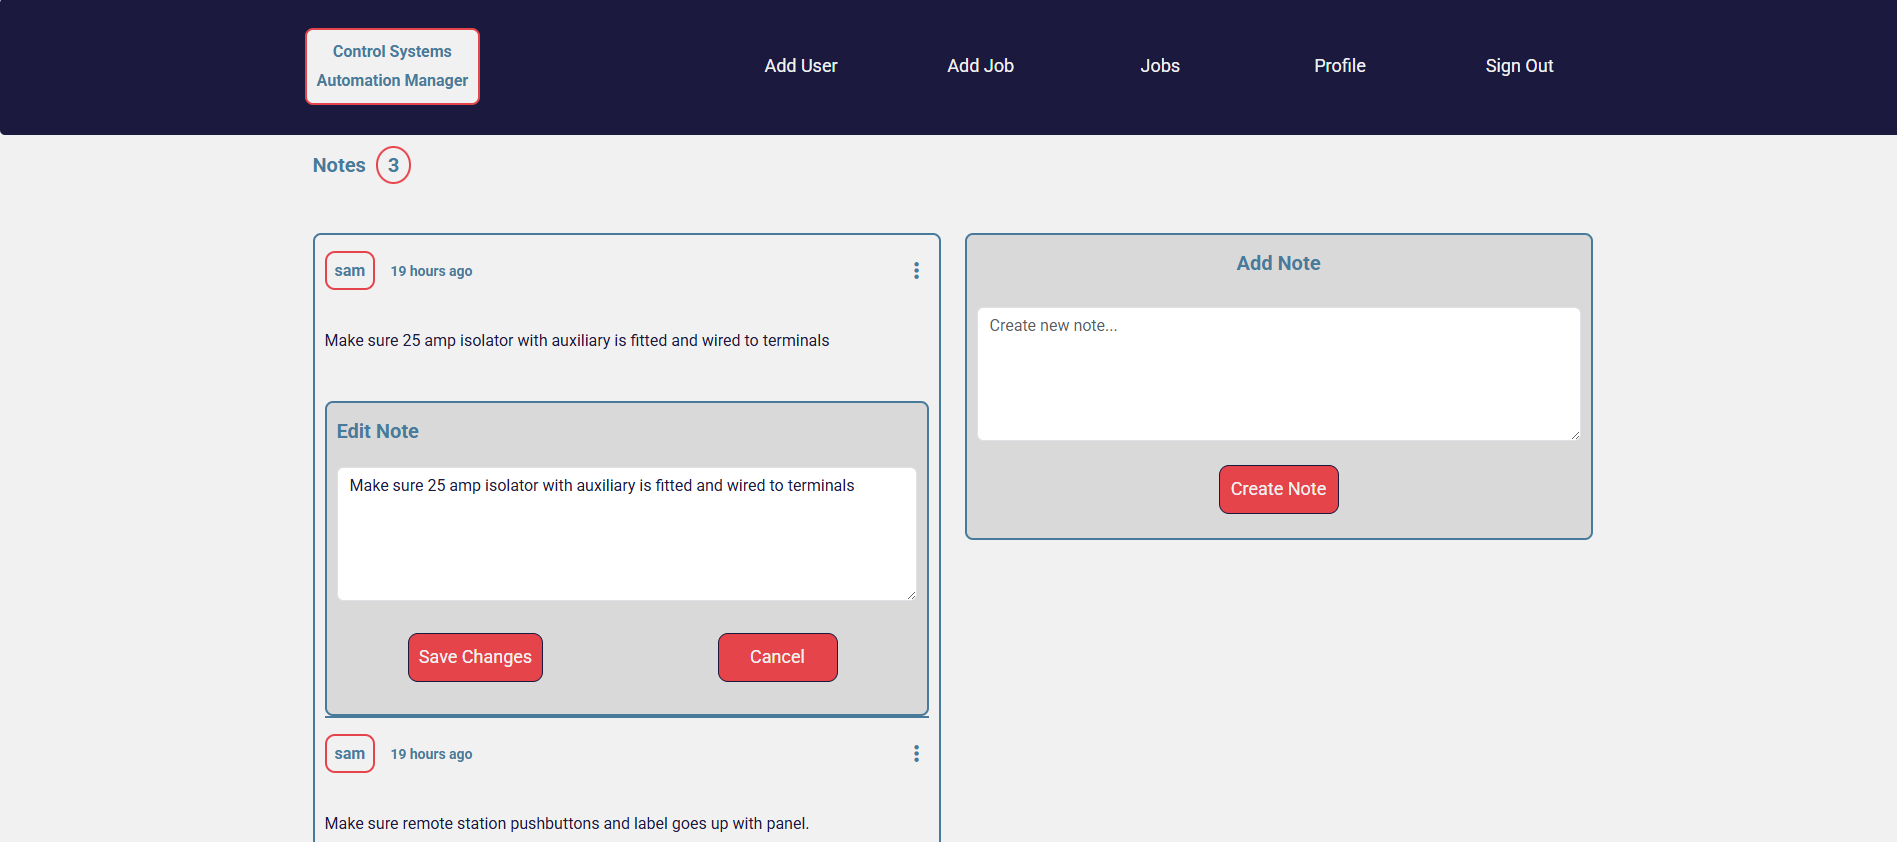 Control Systems
Automation Manager
Add User
Add Job
Jobs
Profile
Sign Out
Notes 3
sam 19 hours ago
Make sure 25 amp isolator with auxiliary is fitted and wired to terminals
Edit Note
Make sure 25 amp isolator with auxiliary is fitted and wired to terminals
Save Changes
Cancel
sam 19 hours ago
Make sure remote station pushbuttons and label goes up with panel.
Add Note
Create new note...
Create Note